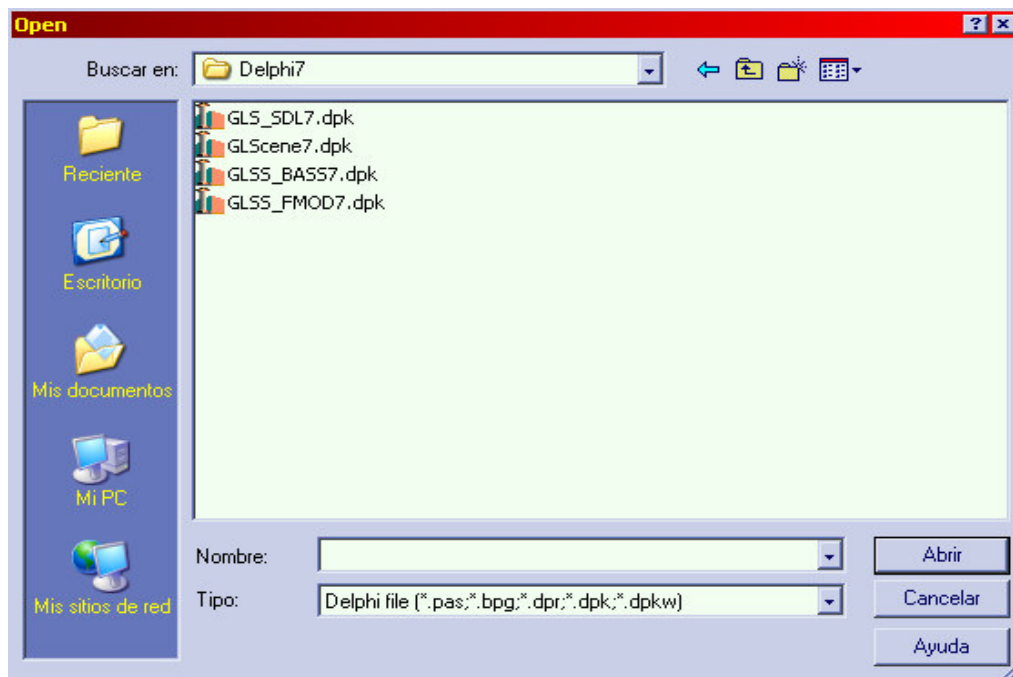 Open
Buscar en: Delphi7
GLS_SDL7.dpk
GLScene7.dpk
GLSS_BASS7.dpk
GLSS_FMOD7.dpk
Reciente
Escritorio
Mis documentos
Mi PC
Mis sitios de red
Nombre:
Abrir
Tipo: Delphi file (*.pas;*.bpg;*.dpr;*.dpk;*.dpkw)
Cancelar
Ayuda